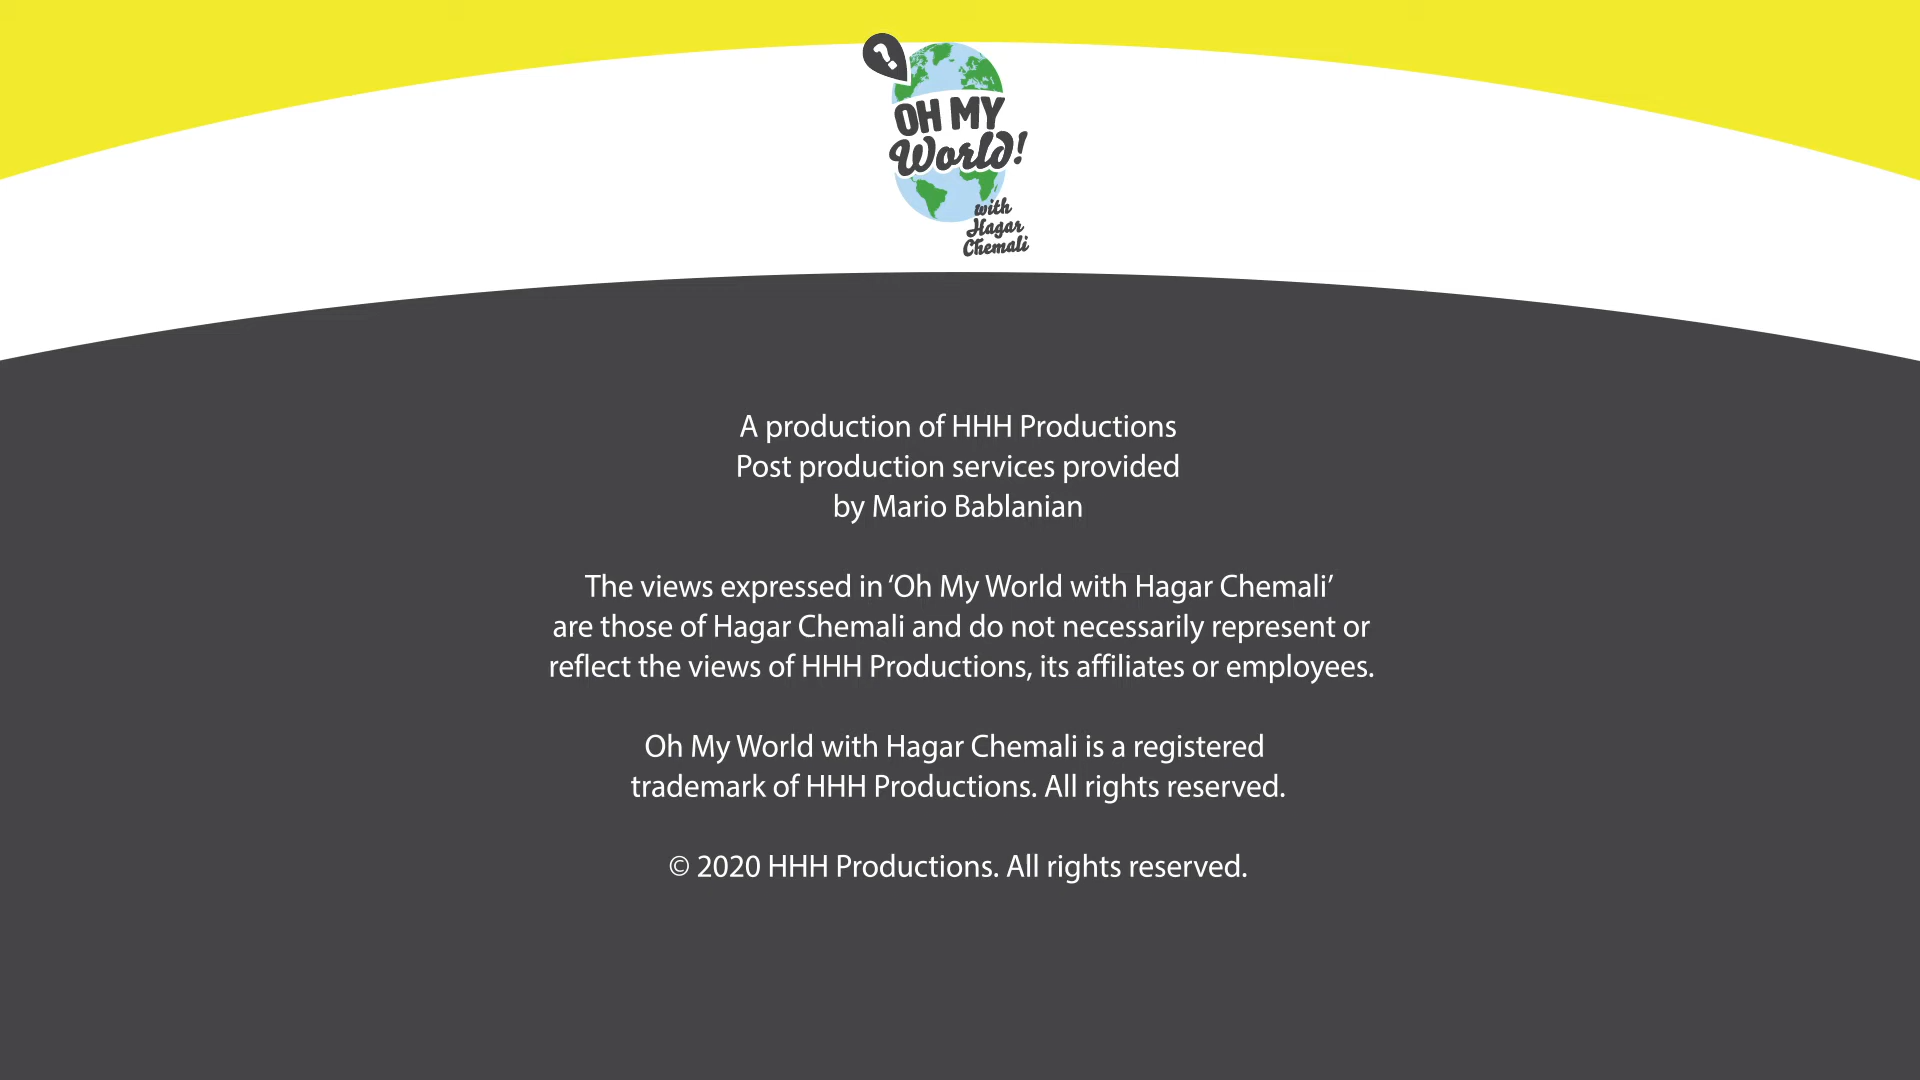 OH MY
World!
with
Hagar
Chemali
A production of HHH Productions
Post production services provided
by Mario Bablanian
The views expressed in ‘Oh My World with Hagar Chemali’
are those of Hagar Chemali and do not necessarily represent or
reflect the views of HHH Productions, its affiliates or employees.
Oh My World with Hagar Chemali is a registered
trademark of HHH Productions. All rights reserved.
© 2020 HHH Productions. All rights reserved.